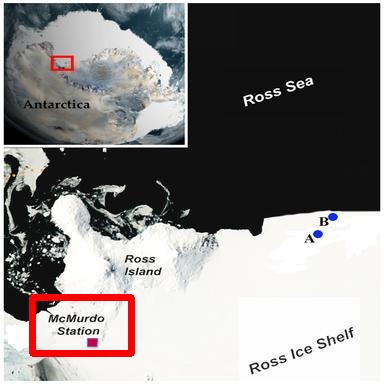 Antarctica
Ross Sea
B
A
Ross
Island
McMurdo
Station
Ross Ice Shelf